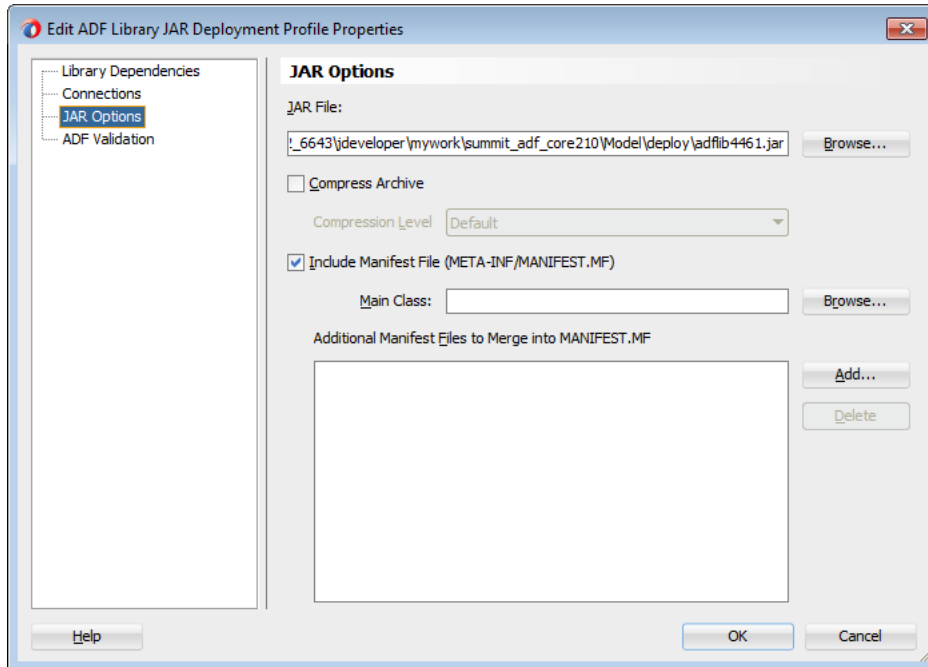 Edit ADF Library JAR Deployment Profile Properties
Library Dependencies
Connections
JAR Options
ADF Validation
JAR Options
JAR File:
!_6643\jdeveloper\mywork\summit_adf_core210\Model\deploy\adflib4461.jar
Browse...
Compress Archive
Compression Level
Default
Include Manifest File (META-INF/MANIFEST.MF)
Main Class:
Browse...
Additional Manifest Files to Merge into MANIFEST.MF
Add...
Delete
Help
OK
Cancel